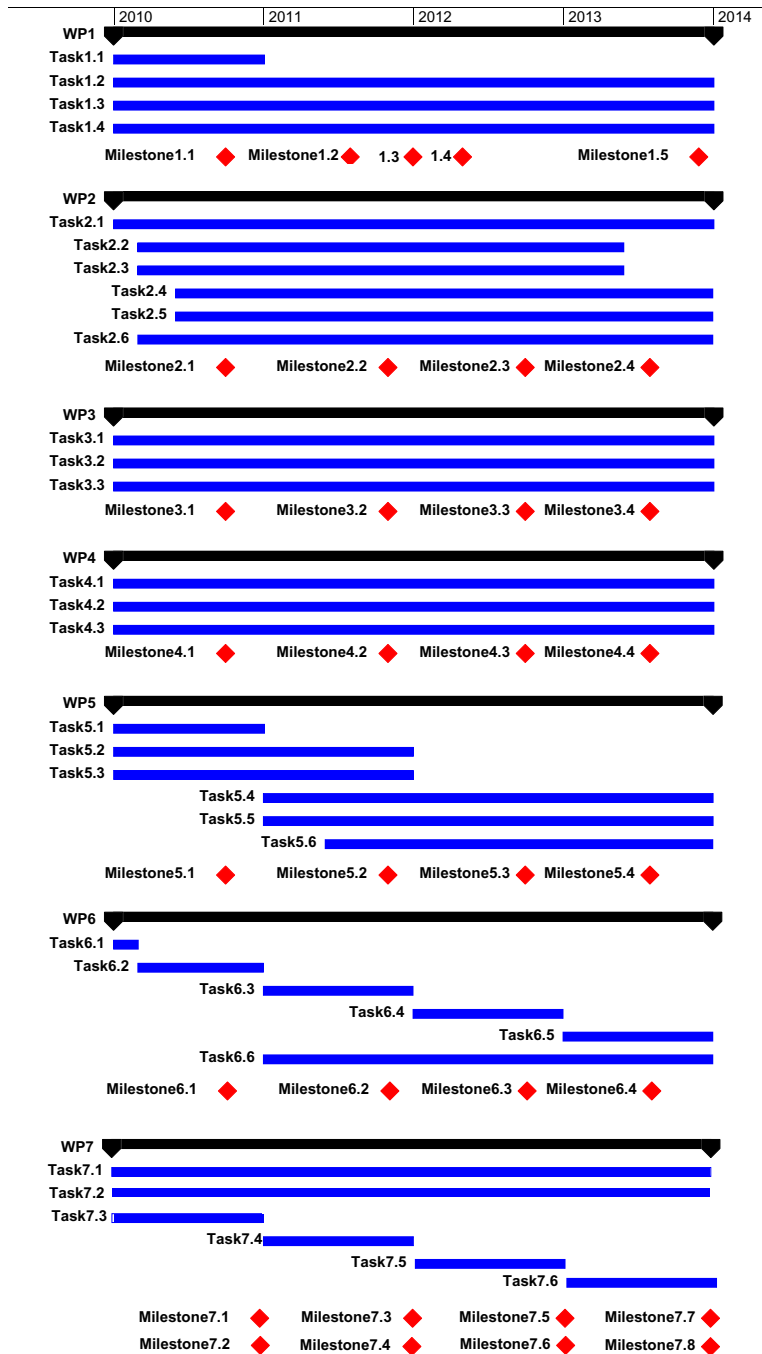 2010 2011 2012 2013 2014
WP1
Task1.1
Task1.2
Task1.3
Task1.4
Milestone1.1 Milestone1.2 1.3 1.4 Milestone1.5
WP2
Task2.1
Task2.2
Task2.3
Task2.4
Task2.5
Task2.6
Milestone2.1 Milestone2.2 Milestone2.3 Milestone2.4
WP3
Task3.1
Task3.2
Task3.3
Milestone3.1 Milestone3.2 Milestone3.3 Milestone3.4
WP4
Task4.1
Task4.2
Task4.3
Milestone4.1 Milestone4.2 Milestone4.3 Milestone4.4
WP5
Task5.1
Task5.2
Task5.3
Task5.4
Task5.5
Task5.6
Milestone5.1 Milestone5.2 Milestone5.3 Milestone5.4
WP6
Task6.1
Task6.2
Task6.3
Task6.4
Task6.5
Task6.6
Milestone6.1 Milestone6.2 Milestone6.3 Milestone6.4
WP7
Task7.1
Task7.2
Task7.3
Task7.4
Task7.5
Task7.6
Milestone7.1 Milestone7.3 Milestone7.5 Milestone7.7
Milestone7.2 Milestone7.4 Milestone7.6 Milestone7.8